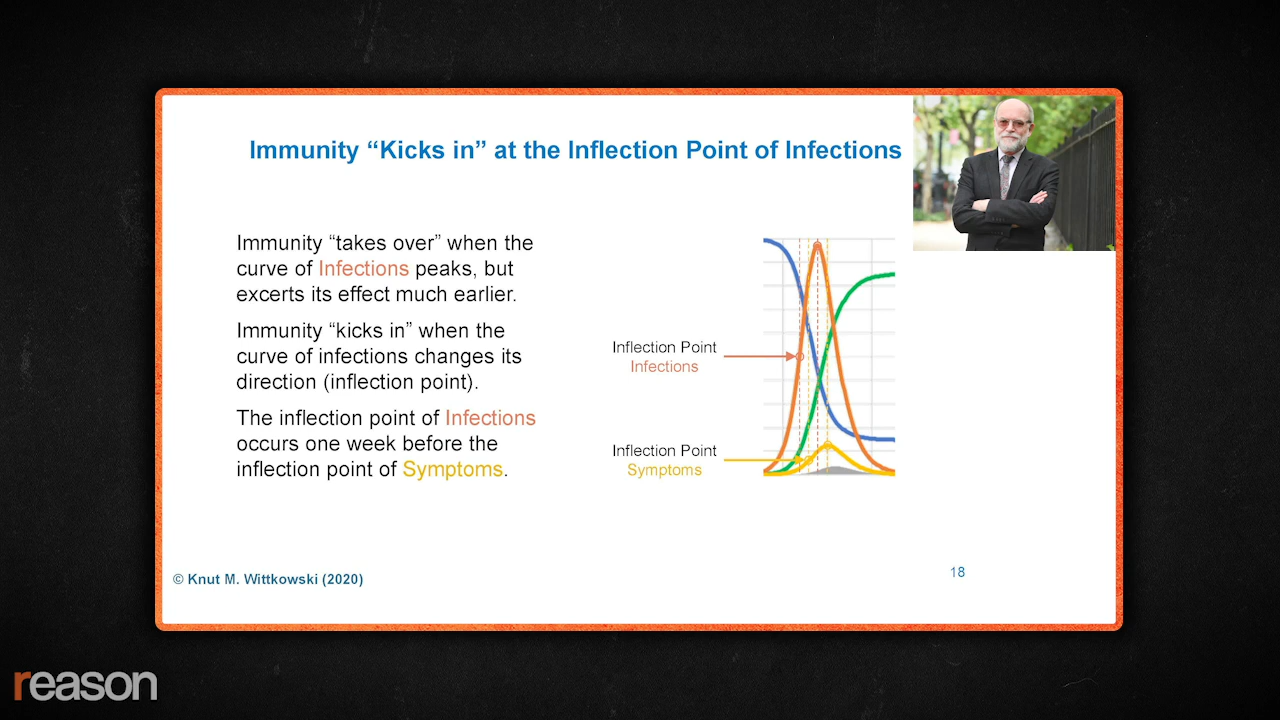 Immunity “Kicks in” at the Inflection Point of Infections
Immunity “takes over” when the
curve of Infections peaks, but
excerts its effect much earlier.
Immunity “kicks in” when the
curve of infections changes its
direction (inflection point).
The inflection point of Infections
occurs one week before the
inflection point of Symptoms.
Inflection Point
Infections
Inflection Point
Symptoms
© Knut M. Wittkowski (2020)
18
reason